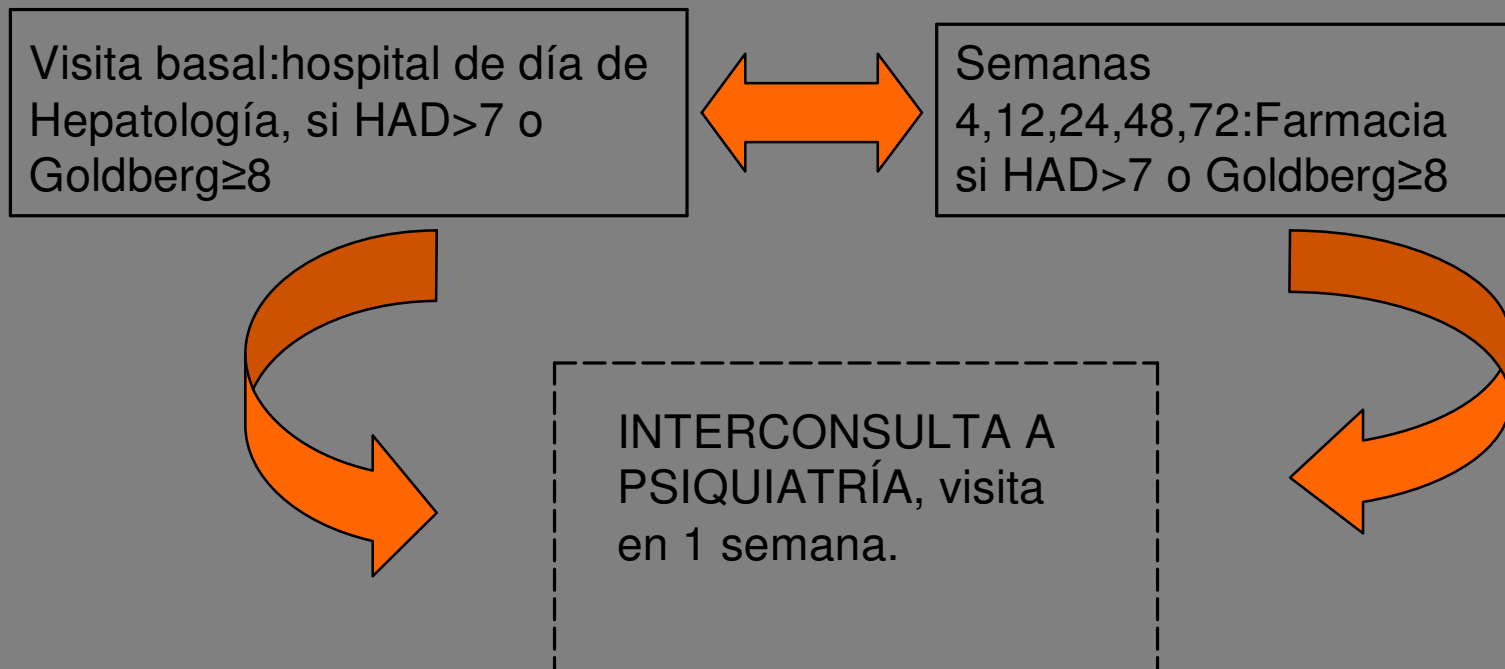 Visita basal:hospital de día de
Hepatología, si HAD>7 o
Goldberg≥8
Semanas
4,12,24,48,72:Farmacia
si HAD>7 o Goldberg≥8
INTERCONSULTA A
PSIQUIATRÍA, visita
en 1 semana.